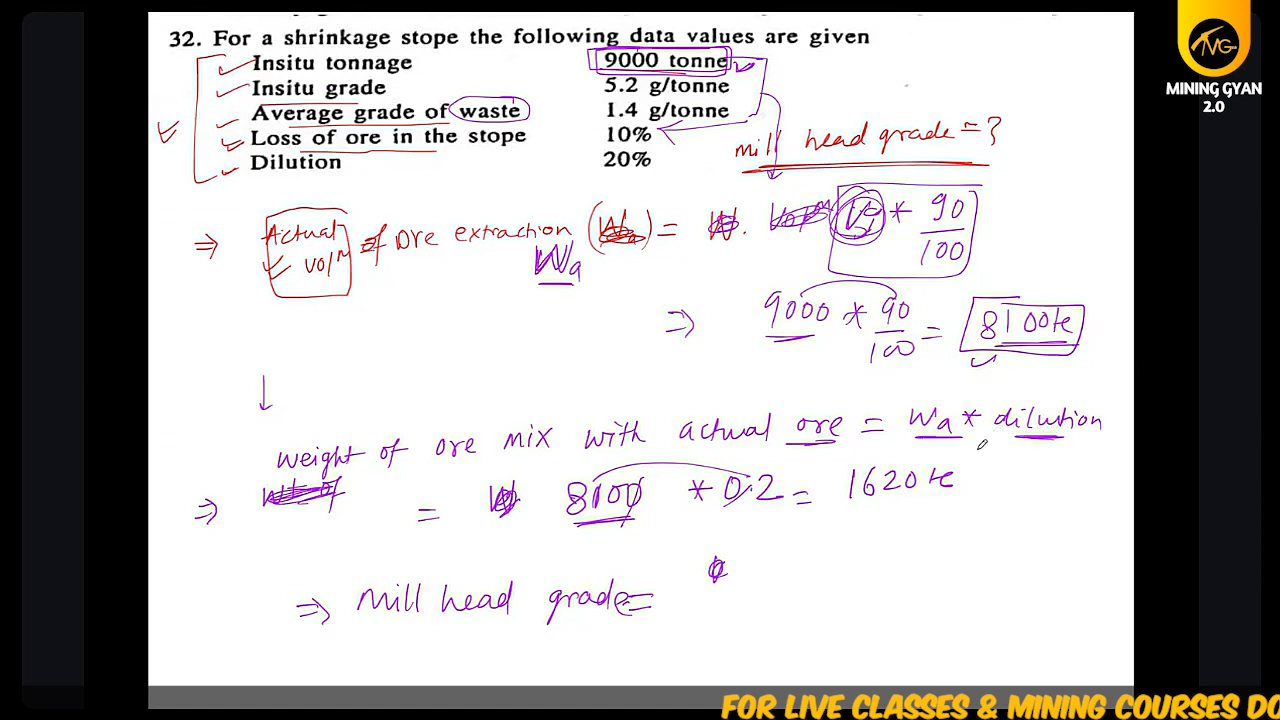 32. For a shrinkage stope the following data values are given
Insitu tonnage 9000 tonne
Insitu grade 5.2 g/tonne
Average grade of waste 1.4 g/tonne
Loss of ore in the stope 10%
Dilution 20%
TVG
MINING GYAN
2.0
mill head grade = ?
⇒ Actual volm of ore extraction ( ) = * 90/100
Wa
⇒ 9000 * 90/100 = 8100te
↓
weight of ore mix with actual ore = Wa * dilution
⇒ = 8100 * 0.2 = 1620te
⇒ Mill head grade =
FOR LIVE CLASSES & MINING COURSES DO